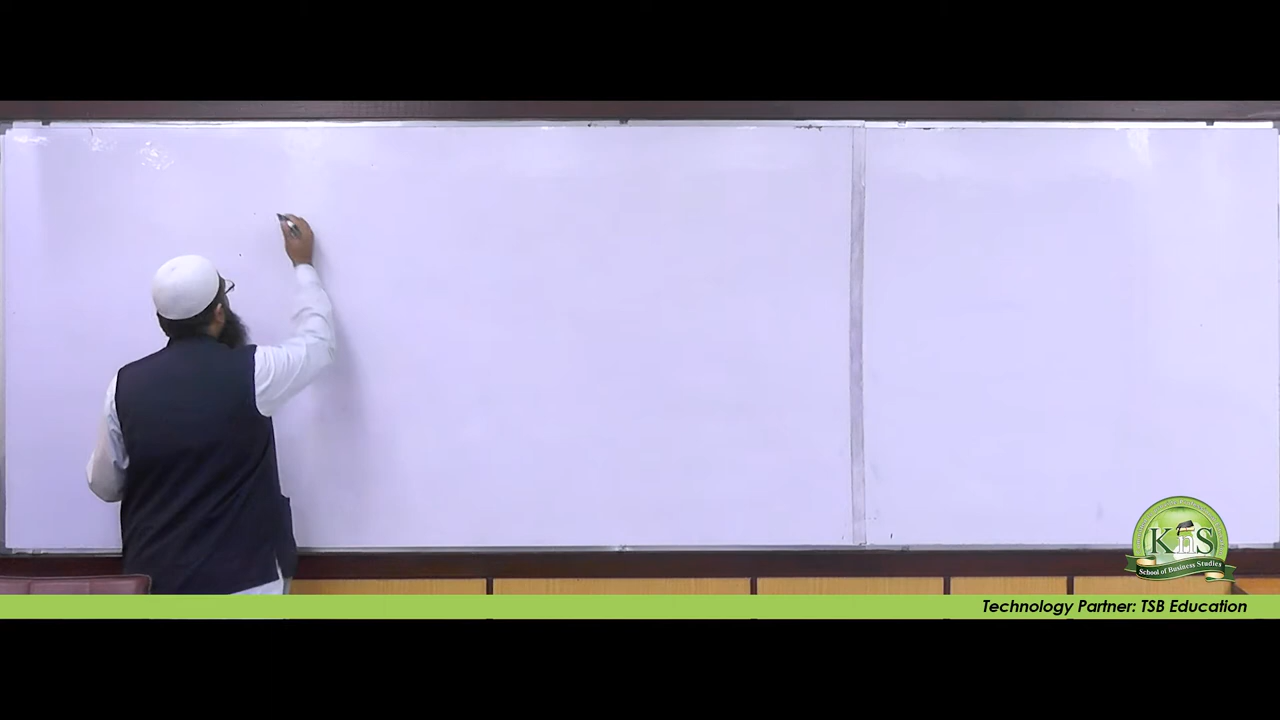 KnS
School of Business Studies
Technology Partner: TSB Education